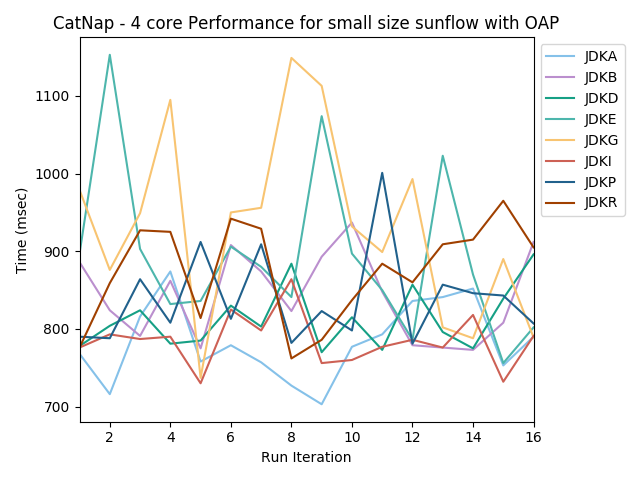 CatNap - 4 core Performance for small size sunflow with OAP
Time (msec)
1100
1000
900
800
700
2 4 6 8 10 12 14 16
Run Iteration
JDKA
JDKB
JDKD
JDKE
JDKG
JDKI
JDKP
JDKR